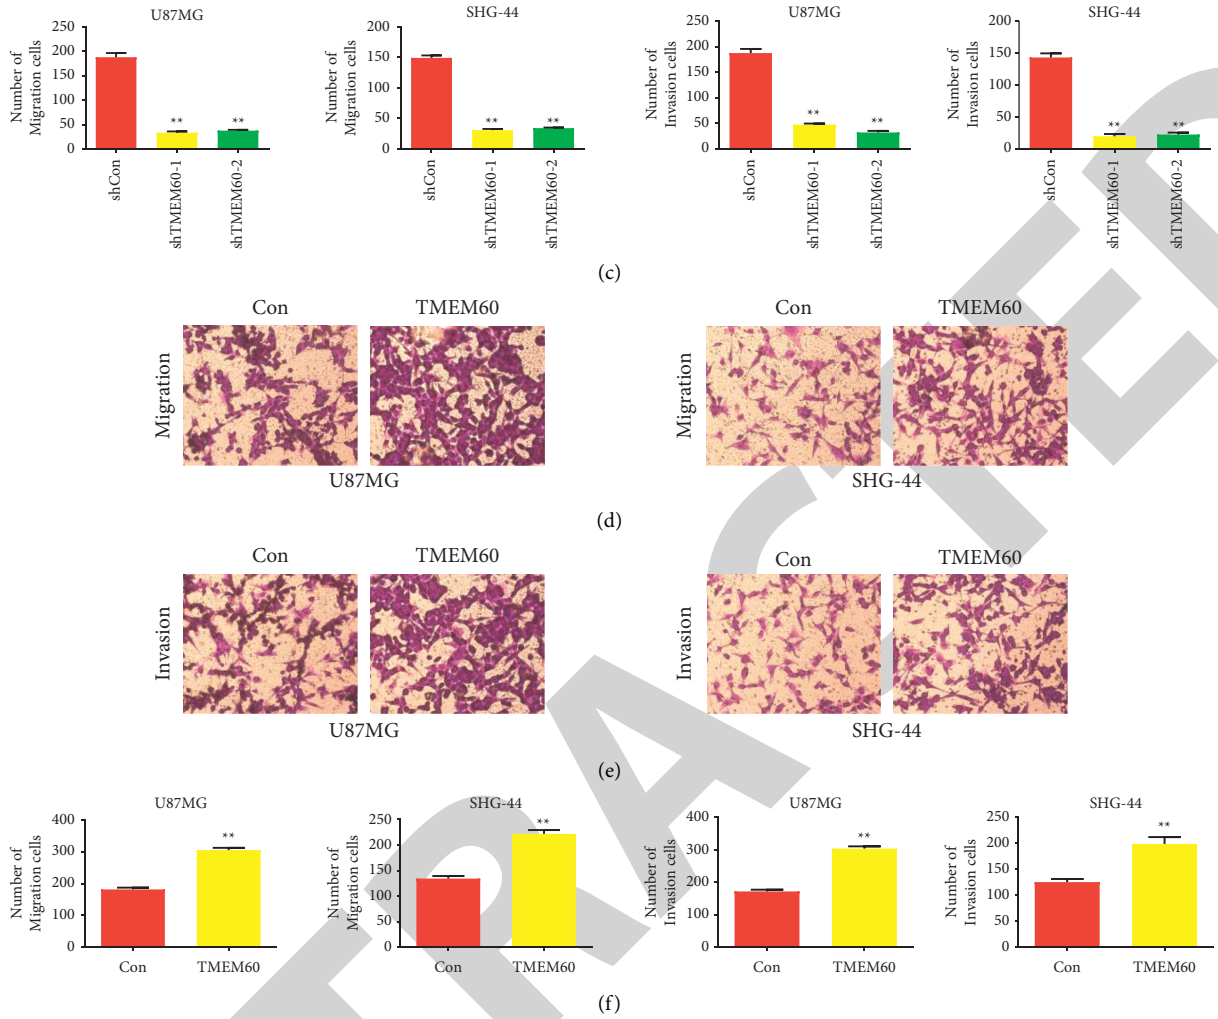 U87MG
Number of
Migration cells
250
200
150
100
50
0
**
**
shCon
shTMEM60-1
shTMEM60-2
SHG-44
Number of
Migration cells
200
150
100
50
0
**
**
shCon
shTMEM60-1
shTMEM60-2
U87MG
Number of
Invasion cells
250
200
150
100
50
0
**
**
shCon
shTMEM60-1
shTMEM60-2
SHG-44
Number of
Invasion cells
200
150
100
50
0
**
**
shCon
shTMEM60-1
shTMEM60-2
(c)
Con
TMEM60
Migration
U87MG
Con
TMEM60
Migration
SHG-44
(d)
Con
TMEM60
Invasion
U87MG
Con
TMEM60
Invasion
SHG-44
(e)
U87MG
Number of
Migration cells
400
300
200
100
0
**
Con
TMEM60
SHG-44
Number of
Migration cells
250
200
150
100
50
0
**
Con
TMEM60
U87MG
Number of
Invasion cells
400
300
200
100
0
**
Con
TMEM60
SHG-44
Number of
Invasion cells
250
200
150
100
50
0
**
Con
TMEM60
(f)
TRACTED